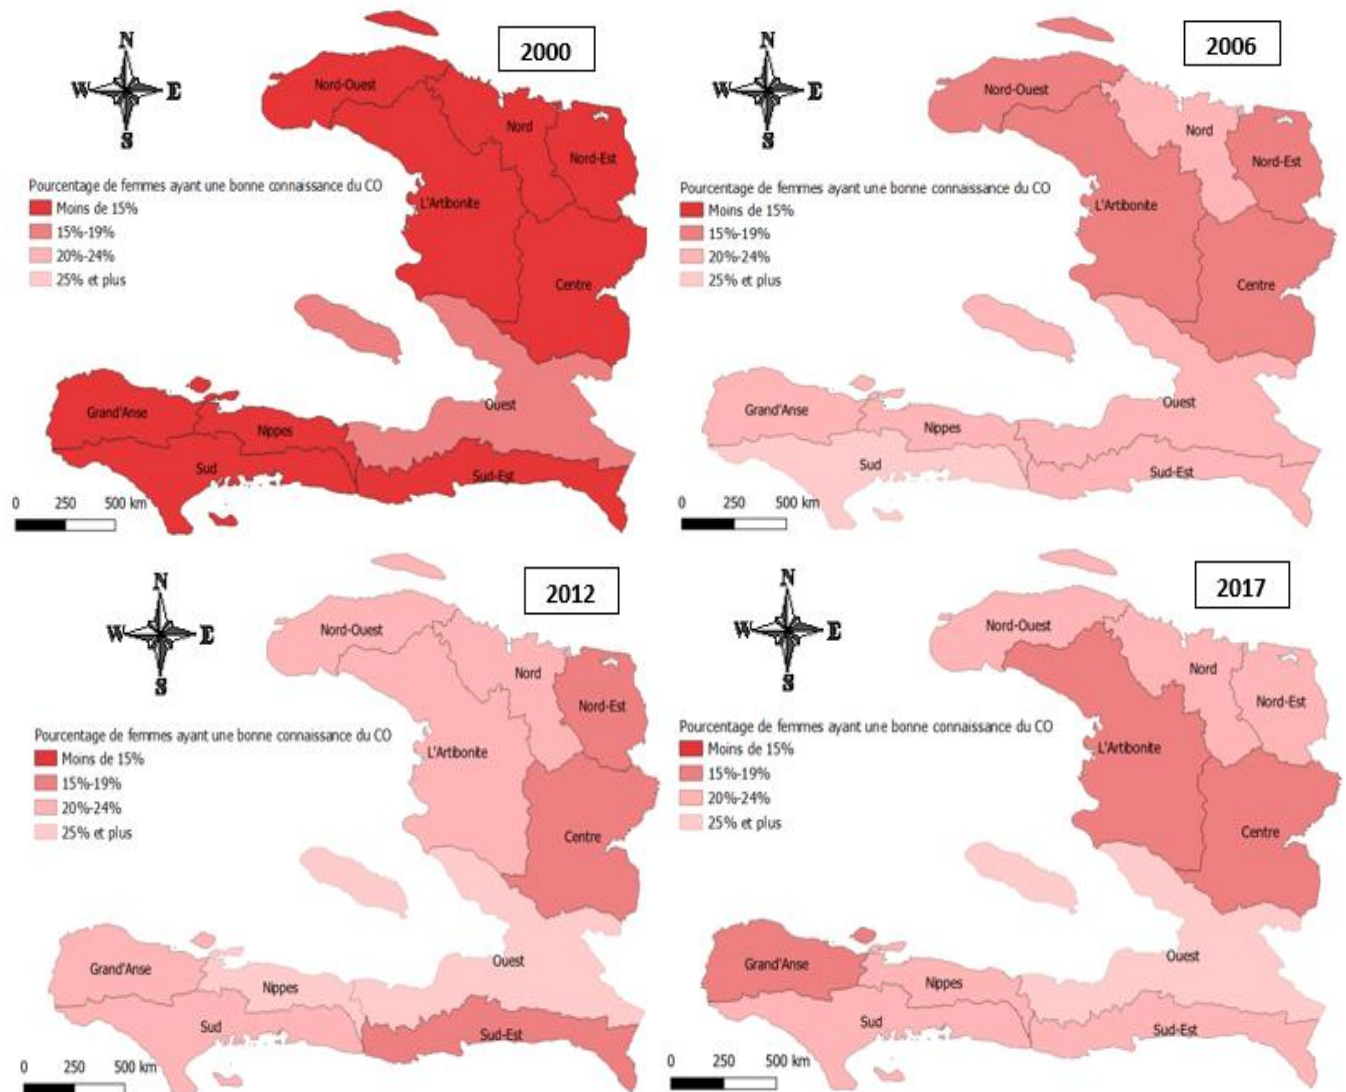 N
2000
W E
S
Nord-Ouest
Nord
Nord-Est
Pourcentage de femmes ayant une bonne connaissance du CO
Moins de 15%
15%-19%
20%-24%
25% et plus
L'Artibonite
Centre
Grand'Anse
Nippes
Ouest
Sud
Sud-Est
0 250 500 km
N
2006
W E
S
Nord-Ouest
Nord
Nord-Est
Pourcentage de femmes ayant une bonne connaissance du CO
Moins de 15%
15%-19%
20%-24%
25% et plus
L'Artibonite
Centre
Grand'Anse
Nippes
Ouest
Sud
Sud-Est
0 250 500 km
N
2012
W E
S
Nord-Ouest
Nord
Nord-Est
Pourcentage de femmes ayant une bonne connaissance du CO
Moins de 15%
15%-19%
20%-24%
25% et plus
L'Artibonite
Centre
Grand'Anse
Nippes
Ouest
Sud
Sud-Est
0 250 500 km
N
2017
W E
S
Nord-Ouest
Nord
Nord-Est
Pourcentage de femmes ayant une bonne connaissance du CO
Moins de 15%
15%-19%
20%-24%
25% et plus
L'Artibonite
Centre
Grand'Anse
Nippes
Ouest
Sud
Sud-Est
0 250 500 km